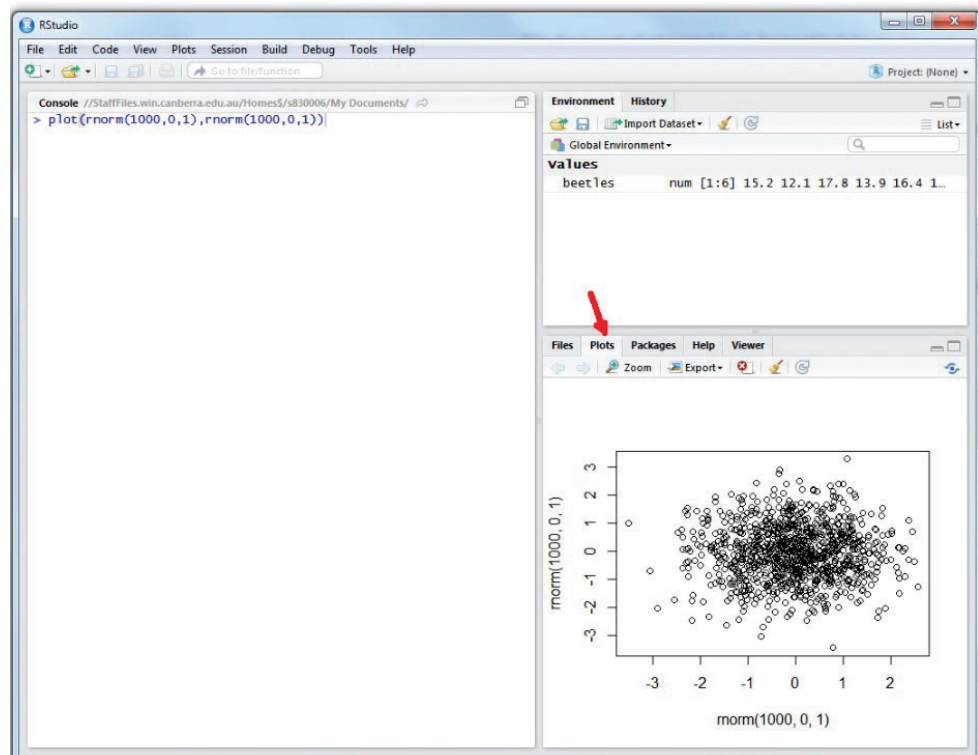 RStudio
File Edit Code View Plots Session Build Debug Tools Help
Go to file/function
Project: (None)
Console //StaffFiles.win.canberra.edu.au/Homes$/s830006/My Documents/
> plot(rnorm(1000,0,1),rnorm(1000,0,1))
Environment History
Import Dataset
List
Global Environment
Values
beetles num [1:6] 15.2 12.1 17.8 13.9 16.4 1…
Files Plots Packages Help Viewer
Zoom Export
rnorm(1000, 0, 1)
3
2
1
0
-1
-2
-3
-3 -2 -1 0 1 2
rnorm(1000, 0, 1)